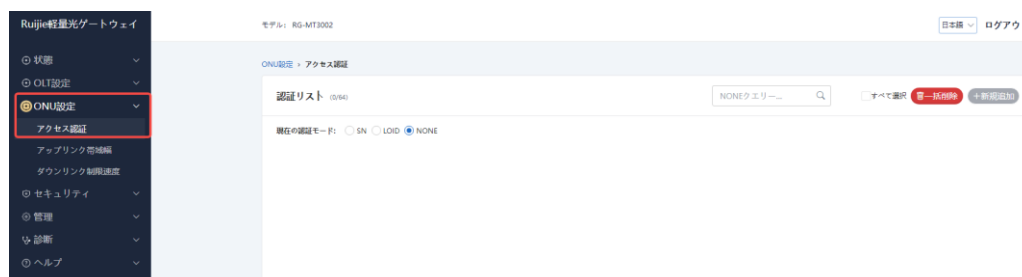 Ruijie軽量光ゲートウェイ
モデル: RG-MT3002
日本語
ログアウ
状態
OLT設定
ONU設定
アクセス認証
アップリンク帯域幅
ダウンリンク制限速度
セキュリティ
管理
診断
ヘルプ
ONU設定 › アクセス認証
認証リスト (0/64)
NONEクエリー...
すべて選択
一括削除
+新規追加
現在の認証モード: SN LOID NONE